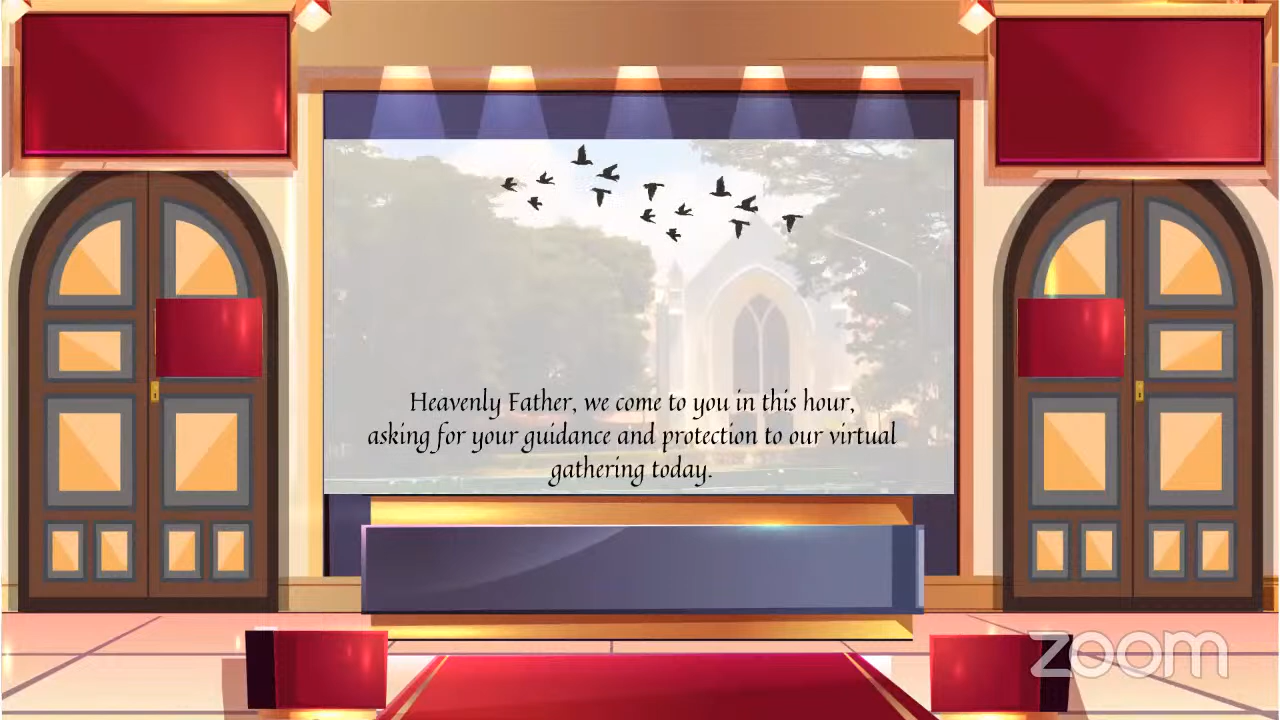 Heavenly Father, we come to you in this hour,
asking for your guidance and protection to our virtual
gathering today.
zoom